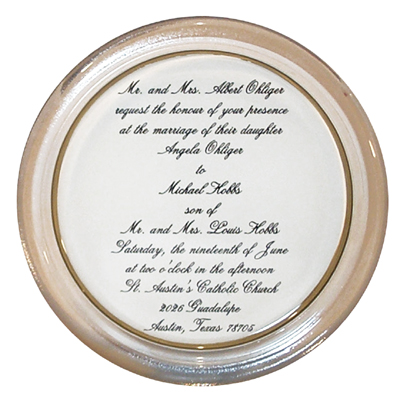 Mr. and Mrs. Albert Ohliger
request the honour of your presence
at the marriage of their daughter
Angela Ohliger
to
Michael Hobbs
son of
Mr. and Mrs. Louis Hobbs
Saturday, the nineteenth of June
at two o'clock in the afternoon
St. Austin's Catholic Church
2026 Guadalupe
Austin, Texas 78705